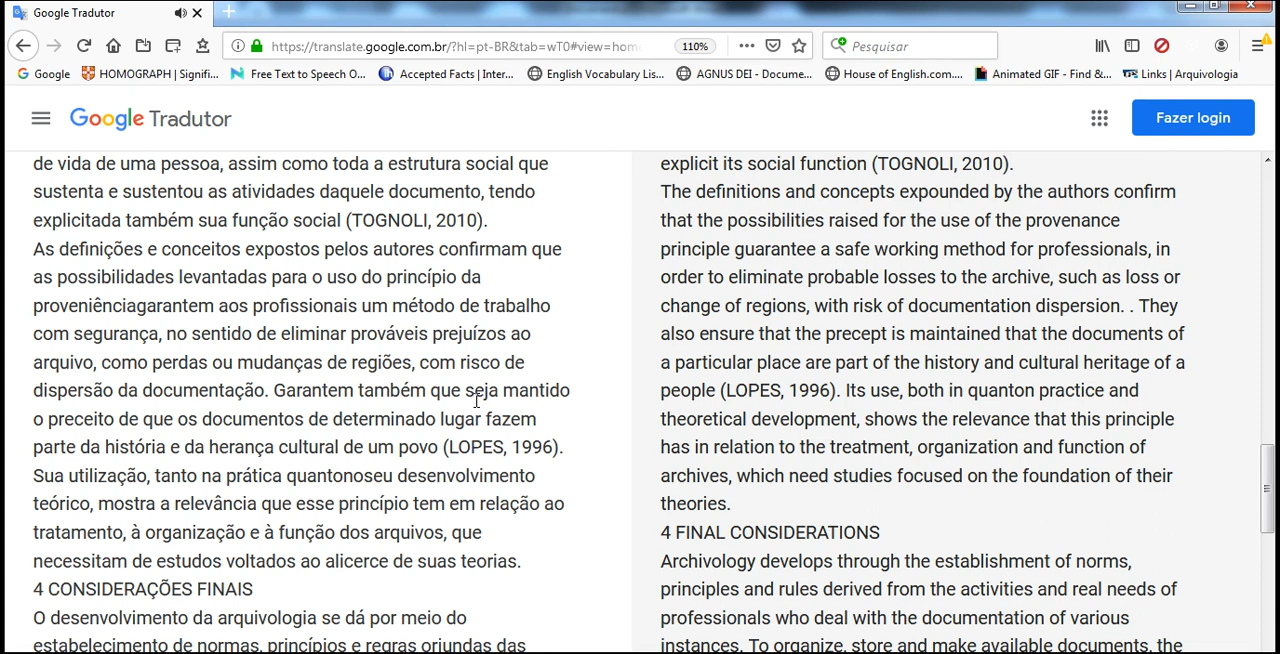 Google Tradutor
https://translate.google.com.br/?hl=pt-BR&tab=wT0#view=hom
110%
Pesquisar
Google
HOMOGRAPH | Signifi...
Free Text to Speech O...
Accepted Facts | Inter...
English Vocabulary Lis...
AGNUS DEI - Docume...
House of English.com....
Animated GIF - Find &...
Links | Arquivologia
Google Tradutor
Fazer login
de vida de uma pessoa, assim como toda a estrutura social que
sustenta e sustentou as atividades daquele documento, tendo
explicitada também sua função social (TOGNOLI, 2010).
As definições e conceitos expostos pelos autores confirmam que
as possibilidades levantadas para o uso do princípio da
proveniênciagarantem aos profissionais um método de trabalho
com segurança, no sentido de eliminar prováveis prejuízos ao
arquivo, como perdas ou mudanças de regiões, com risco de
dispersão da documentação. Garantem também que seja mantido
o preceito de que os documentos de determinado lugar fazem
parte da história e da herança cultural de um povo (LOPES, 1996).
Sua utilização, tanto na prática quantonoseu desenvolvimento
teórico, mostra a relevância que esse princípio tem em relação ao
tratamento, à organização e à função dos arquivos, que
necessitam de estudos voltados ao alicerce de suas teorias.
4 CONSIDERAÇÕES FINAIS
O desenvolvimento da arquivologia se dá por meio do
estabelecimento de normas, princípios e regras oriundas das
explicit its social function (TOGNOLI, 2010).
The definitions and concepts expounded by the authors confirm
that the possibilities raised for the use of the provenance
principle guarantee a safe working method for professionals, in
order to eliminate probable losses to the archive, such as loss or
change of regions, with risk of documentation dispersion. . They
also ensure that the precept is maintained that the documents of
a particular place are part of the history and cultural heritage of a
people (LOPES, 1996). Its use, both in quanton practice and
theoretical development, shows the relevance that this principle
has in relation to the treatment, organization and function of
archives, which need studies focused on the foundation of their
theories.
4 FINAL CONSIDERATIONS
Archivology develops through the establishment of norms,
principles and rules derived from the activities and real needs of
professionals who deal with the documentation of various
instances. To organize, store and make available documents, the